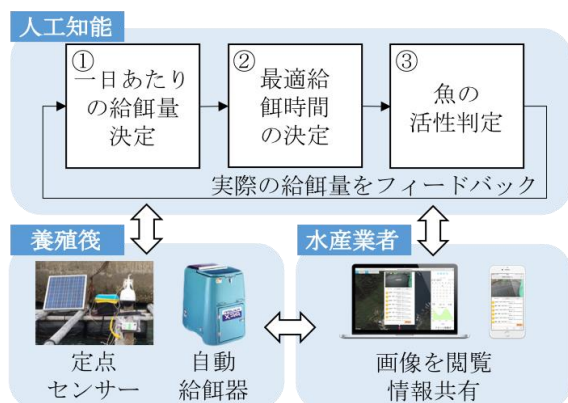 人工知能
①
一日あたり
の給餌量
決定
②
最適給
餌時間
の決定
③
魚の
活性判定
実際の給餌量をフィードバック
養殖筏
水産業者
定点
センサー
自動
給餌器
画像を閲覧
情報共有